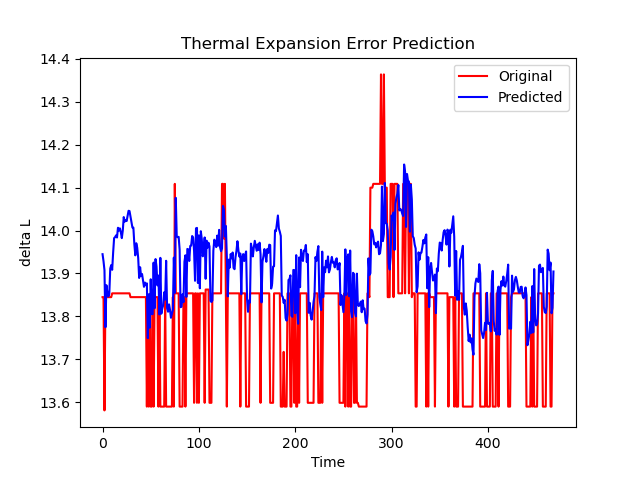 Thermal Expansion Error Prediction
Original
Predicted
delta L
14.4
14.3
14.2
14.1
14.0
13.9
13.8
13.7
13.6
0 100 200 300 400
Time